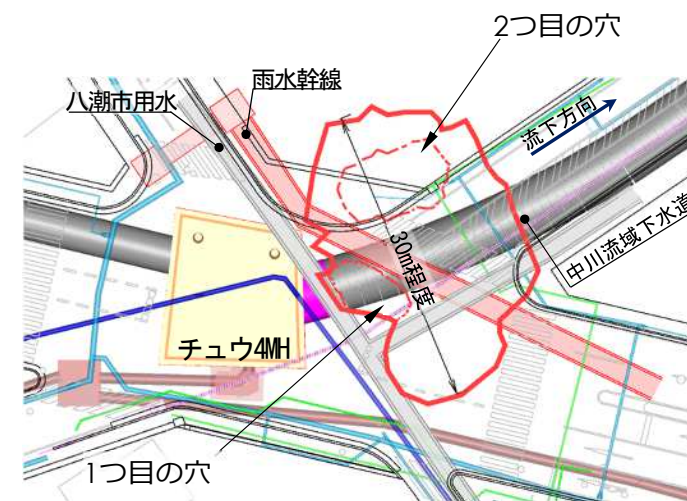 2つ目の穴
雨水幹線
八潮市用水
流下方向
30m程度
中川流域下水道
チュウ4MH
1つ目の穴